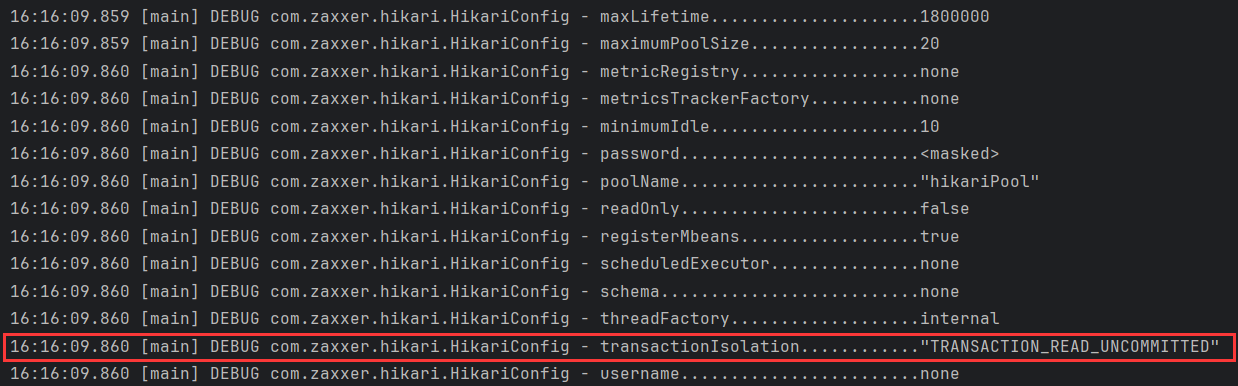 16:16:09.859 [main] DEBUG com.zaxxer.hikari.HikariConfig - maxLifetime.....................1800000
16:16:09.859 [main] DEBUG com.zaxxer.hikari.HikariConfig - maximumPoolSize.................20
16:16:09.860 [main] DEBUG com.zaxxer.hikari.HikariConfig - metricRegistry..................none
16:16:09.860 [main] DEBUG com.zaxxer.hikari.HikariConfig - metricsTrackerFactory...........none
16:16:09.860 [main] DEBUG com.zaxxer.hikari.HikariConfig - minimumIdle.....................10
16:16:09.860 [main] DEBUG com.zaxxer.hikari.HikariConfig - password........................<masked>
16:16:09.860 [main] DEBUG com.zaxxer.hikari.HikariConfig - poolName........................"hikariPool"
16:16:09.860 [main] DEBUG com.zaxxer.hikari.HikariConfig - readOnly........................false
16:16:09.860 [main] DEBUG com.zaxxer.hikari.HikariConfig - registerMbeans..................true
16:16:09.860 [main] DEBUG com.zaxxer.hikari.HikariConfig - scheduledExecutor...............none
16:16:09.860 [main] DEBUG com.zaxxer.hikari.HikariConfig - schema..........................none
16:16:09.860 [main] DEBUG com.zaxxer.hikari.HikariConfig - threadFactory...................internal
16:16:09.860 [main] DEBUG com.zaxxer.hikari.HikariConfig - transactionIsolation............"TRANSACTION_READ_UNCOMMITTED"
16:16:09.860 [main] DEBUG com.zaxxer.hikari.HikariConfig - username........................none